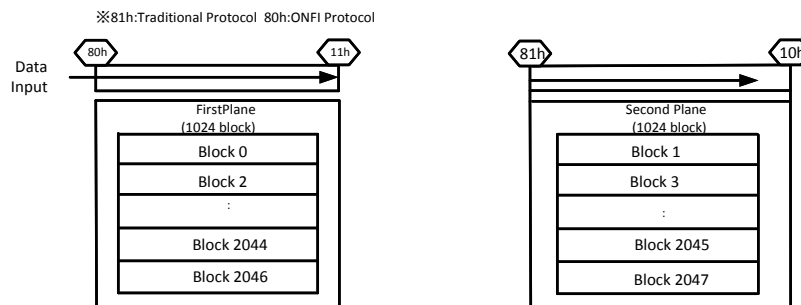 ※81h:Traditional Protocol 80h:ONFI Protocol
80h
11h
Data
Input
FirstPlane
(1024 block)
Block 0
Block 2
:
Block 2044
Block 2046
81h
10h
Second Plane
(1024 block)
Block 1
Block 3
:
Block 2045
Block 2047